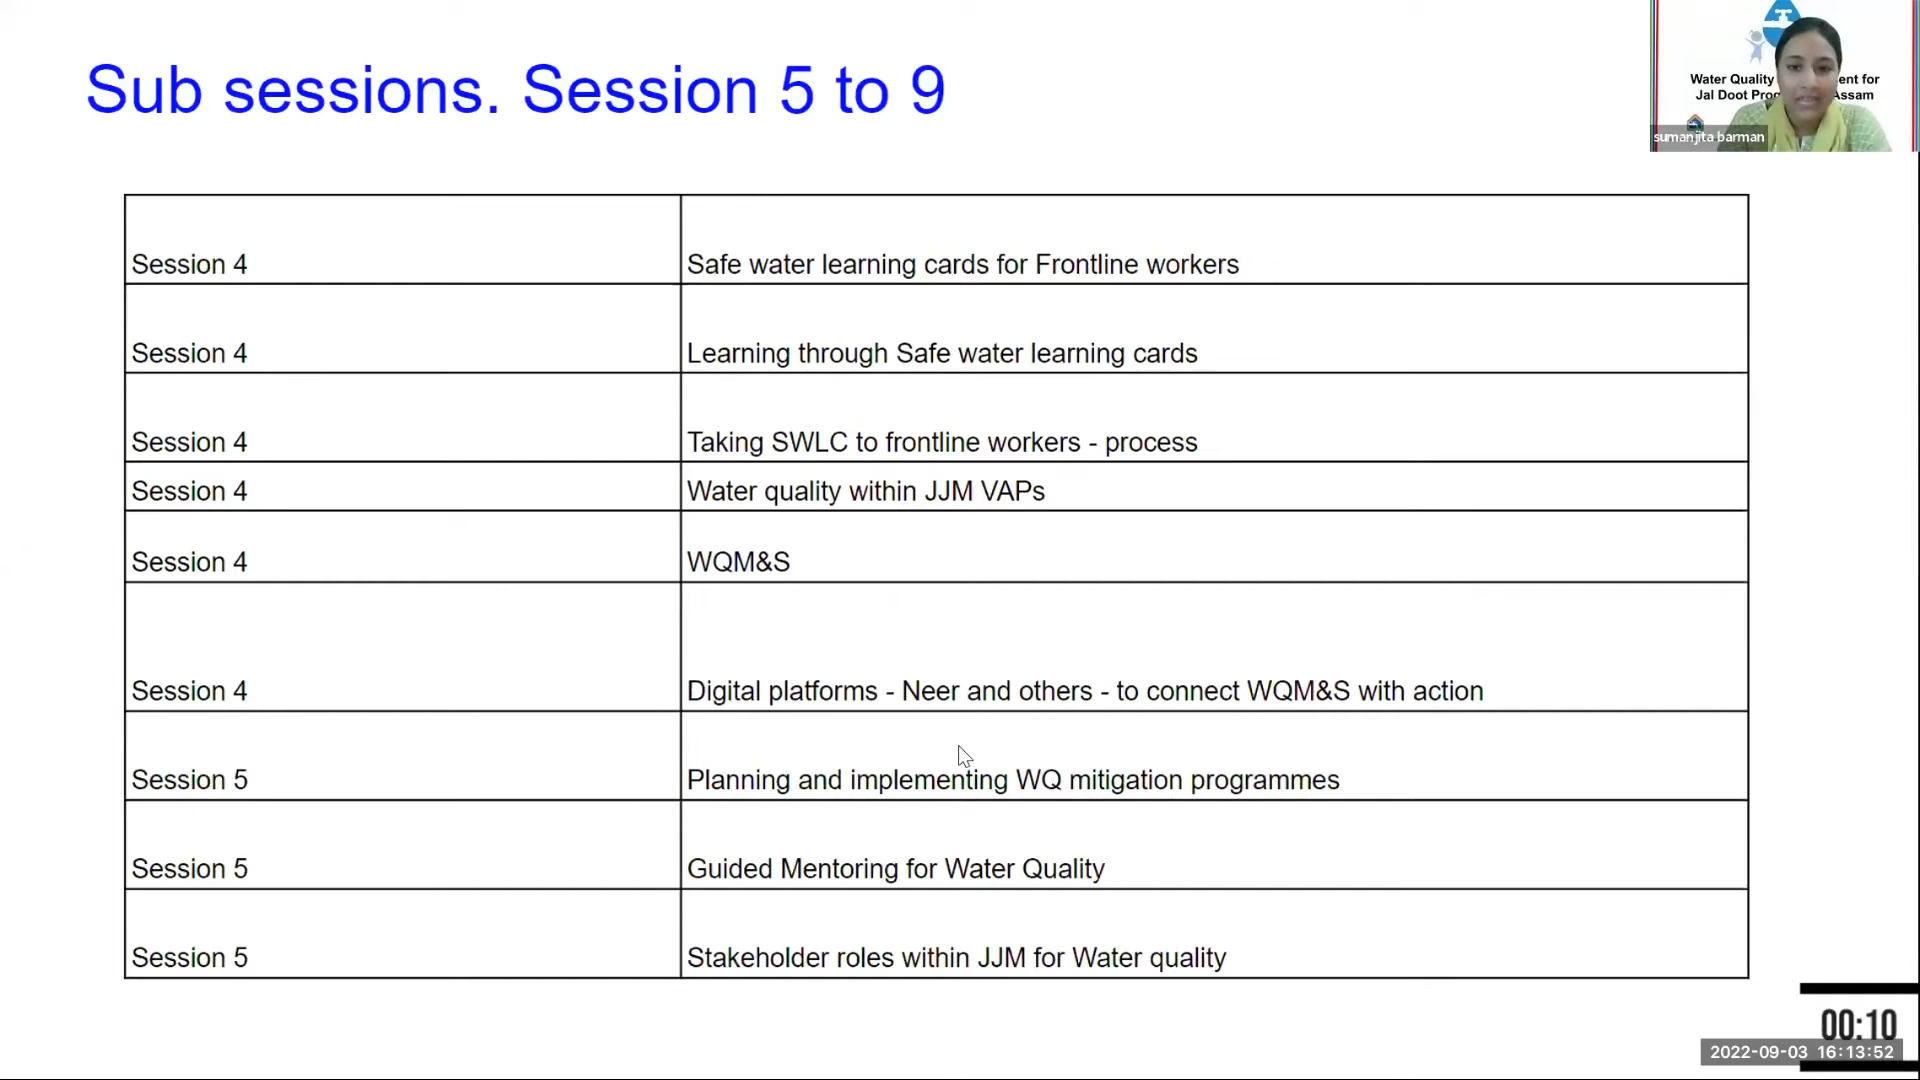 Sub sessions. Session 5 to 9
Water Quality ent for
Jal Doot Prog Assam
sumanjita barman
Session 4 Safe water learning cards for Frontline workers
Session 4 Learning through Safe water learning cards
Session 4 Taking SWLC to frontline workers - process
Session 4 Water quality within JJM VAPs
Session 4 WQM&S
Session 4 Digital platforms - Neer and others - to connect WQM&S with action
Session 5 Planning and implementing WQ mitigation programmes
Session 5 Guided Mentoring for Water Quality
Session 5 Stakeholder roles within JJM for Water quality
00:10
2022-09-03 16:13:52